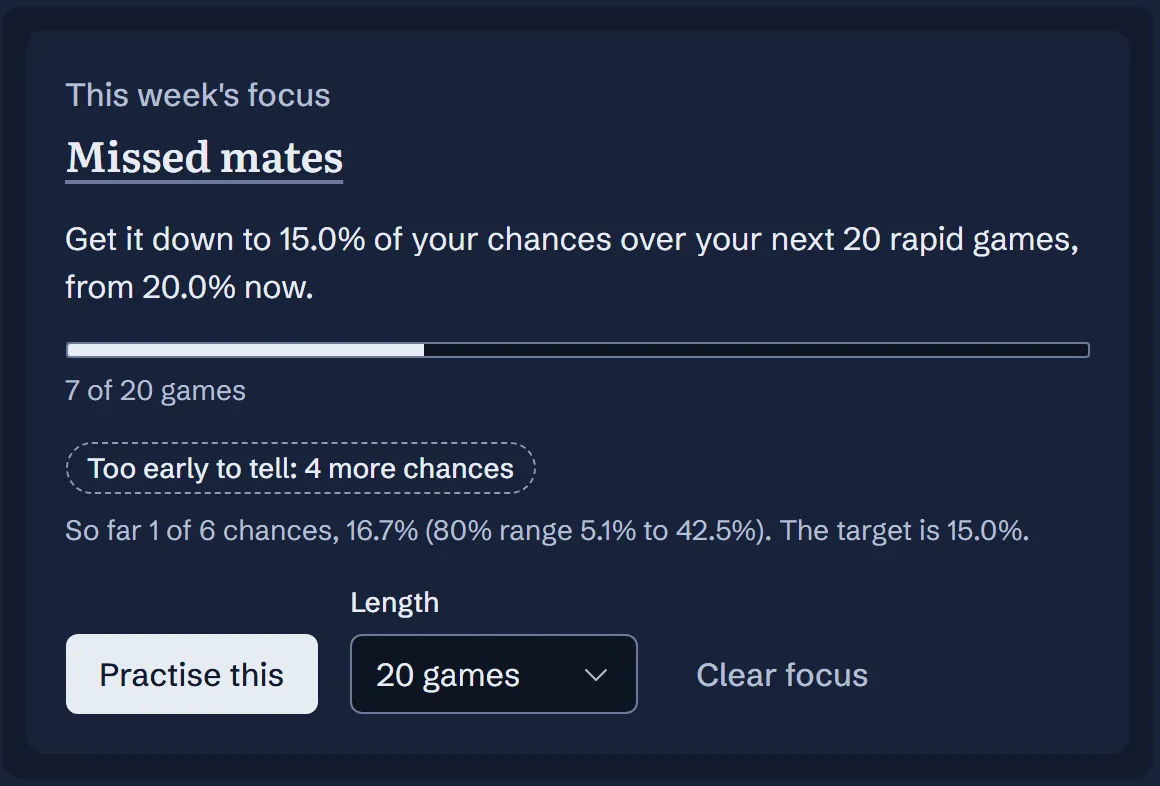 This week's focus
Missed mates
Get it down to 15.0% of your chances over your next 20 rapid games,
from 20.0% now.
7 of 20 games
Too early to tell: 4 more chances
So far 1 of 6 chances, 16.7% (80% range 5.1% to 42.5%). The target is 15.0%.
Length
Practise this
20 games
Clear focus